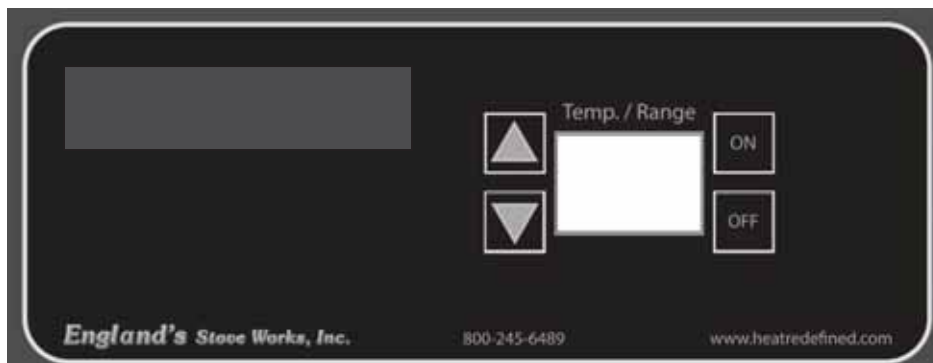 Temp. / Range
ON
OFF
England's Stove Works, Inc.
800-245-6489
www.heatredefined.com